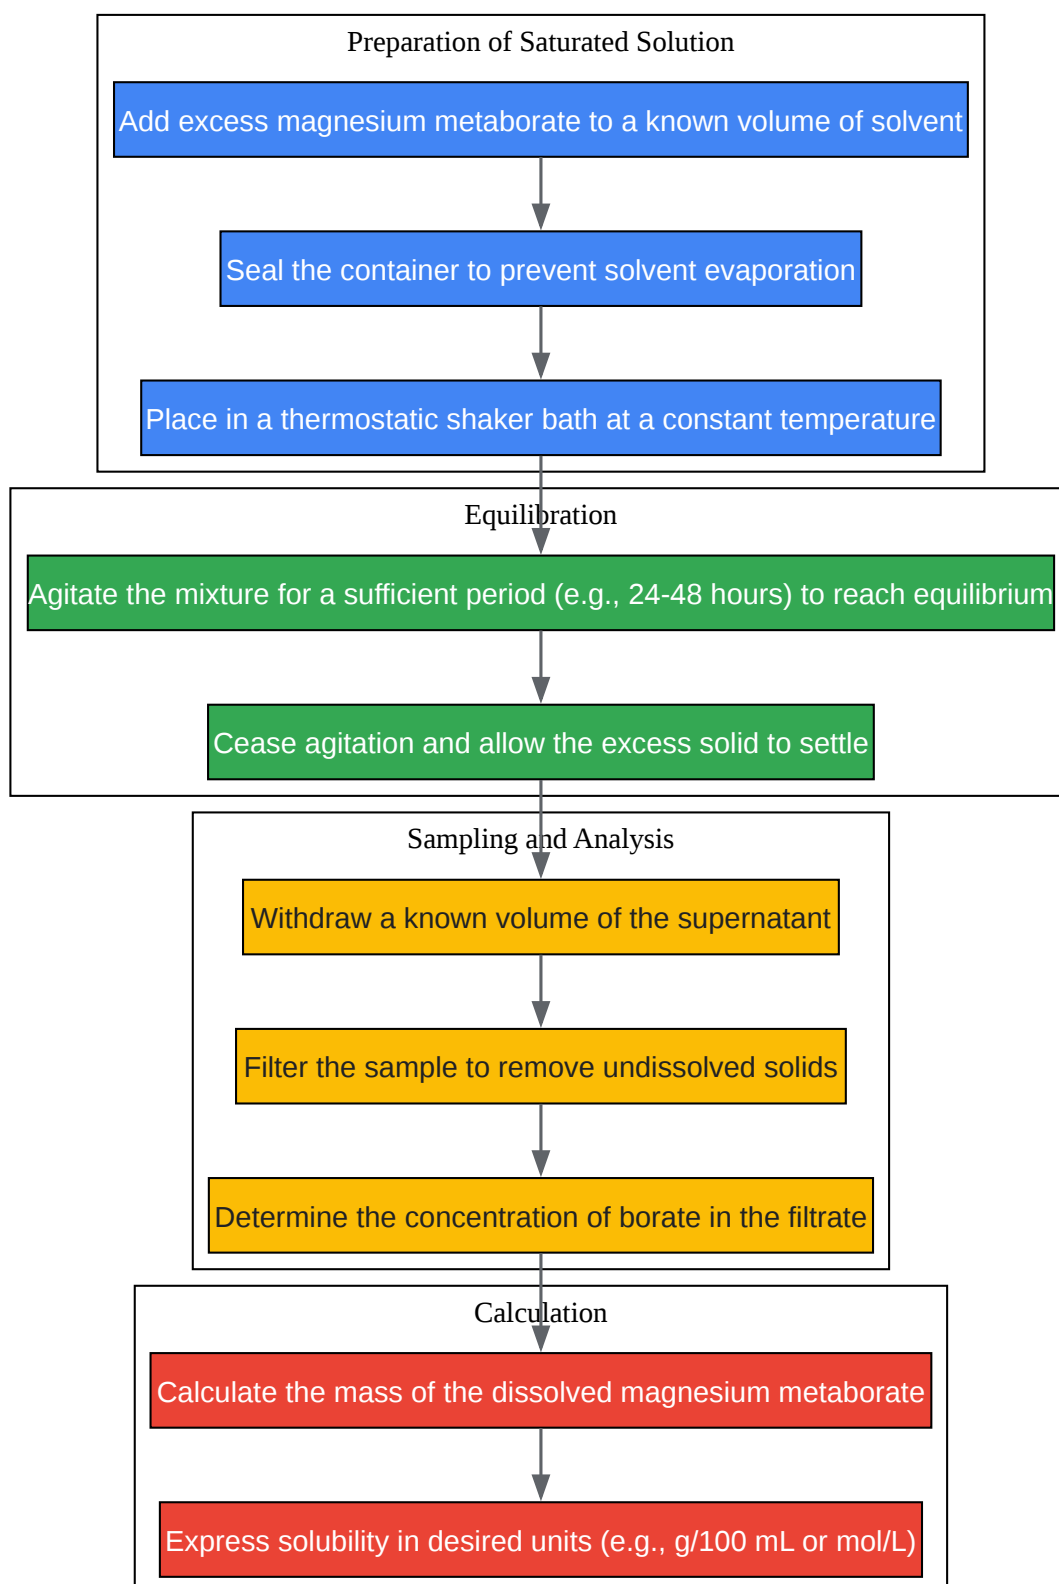 Preparation of Saturated Solution
Add excess magnesium metaborate to a known volume of solvent
Seal the container to prevent solvent evaporation
Place in a thermostatic shaker bath at a constant temperature
Equilibration
Agitate the mixture for a sufficient period (e.g., 24-48 hours) to reach equilibrium
Cease agitation and allow the excess solid to settle
Sampling and Analysis
Withdraw a known volume of the supernatant
Filter the sample to remove undissolved solids
Determine the concentration of borate in the filtrate
Calculation
Calculate the mass of the dissolved magnesium metaborate
Express solubility in desired units (e.g., g/100 mL or mol/L)